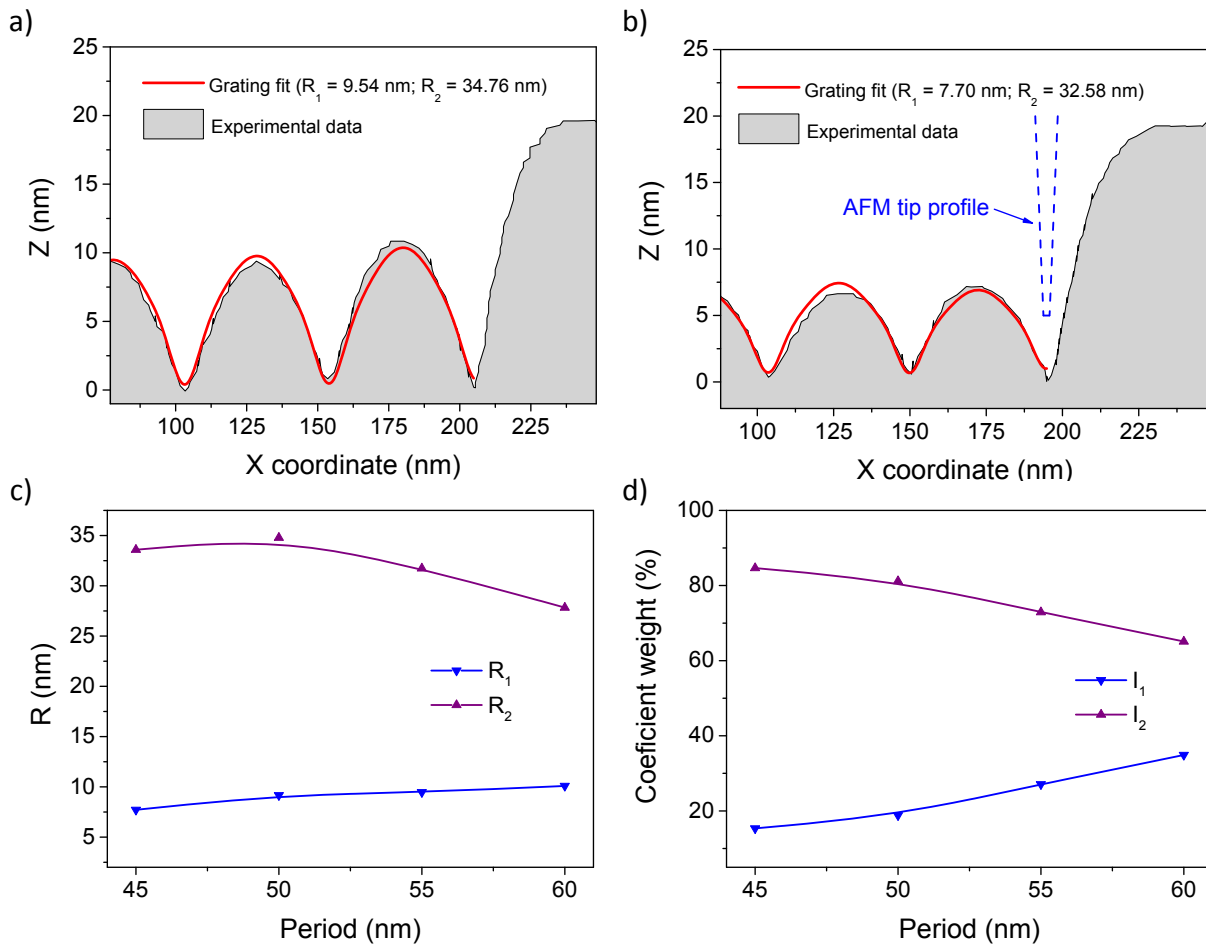 a)
25
20
15
10
5
0
Z (nm)
Grating fit (R1 = 9.54 nm; R2 = 34.76 nm)
Experimental data
100 125 150 175 200 225
X coordinate (nm)
b)
25
20
15
10
5
0
Z (nm)
Grating fit (R1 = 7.70 nm; R2 = 32.58 nm)
Experimental data
AFM tip profile
100 125 150 175 200 225
X coordinate (nm)
c)
35
30
25
20
15
10
5
R (nm)
R1
R2
45 50 55 60
Period (nm)
d)
100
80
60
40
20
Coeficient weight (%)
I1
I2
45 50 55 60
Period (nm)